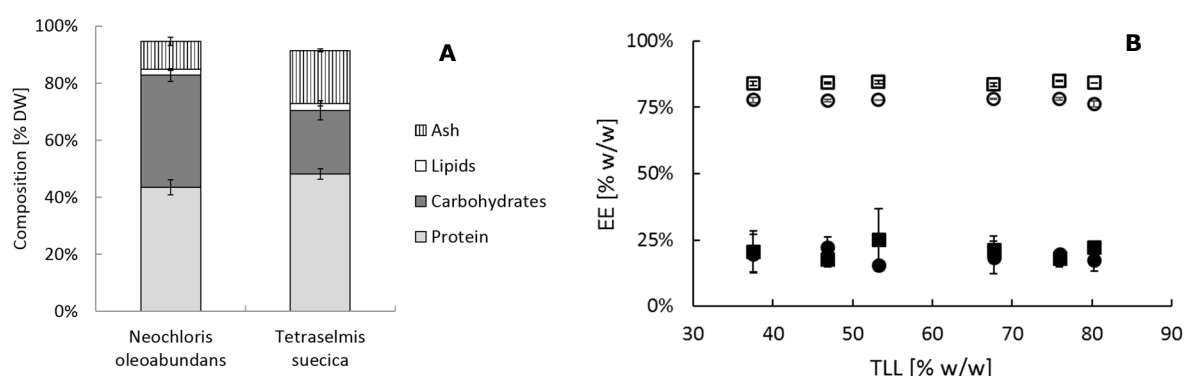 A
B
Composition [% DW]
100%
80%
60%
40%
20%
0%
Neochloris
oleoabundans
Tetraselmis
suecica
Ash
Lipids
Carbohydrates
Protein
EE [% w/w]
100%
75%
50%
25%
0%
30 40 50 60 70 80 90
TLL [% w/w]